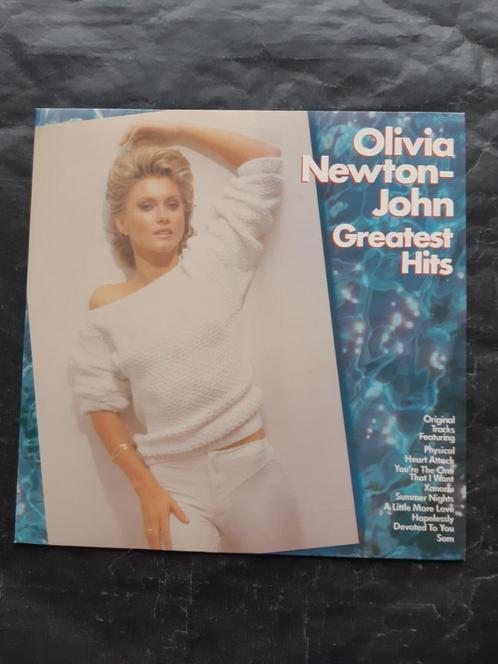 Olivia
Newton-
John
Greatest
Hits
Original
Tracks
Featuring
Physical
Heart Attack
You're The One
That I Want
Xanadu
Summer Nights
A Little More Love
Hopelessly
Devoted To You
Sam